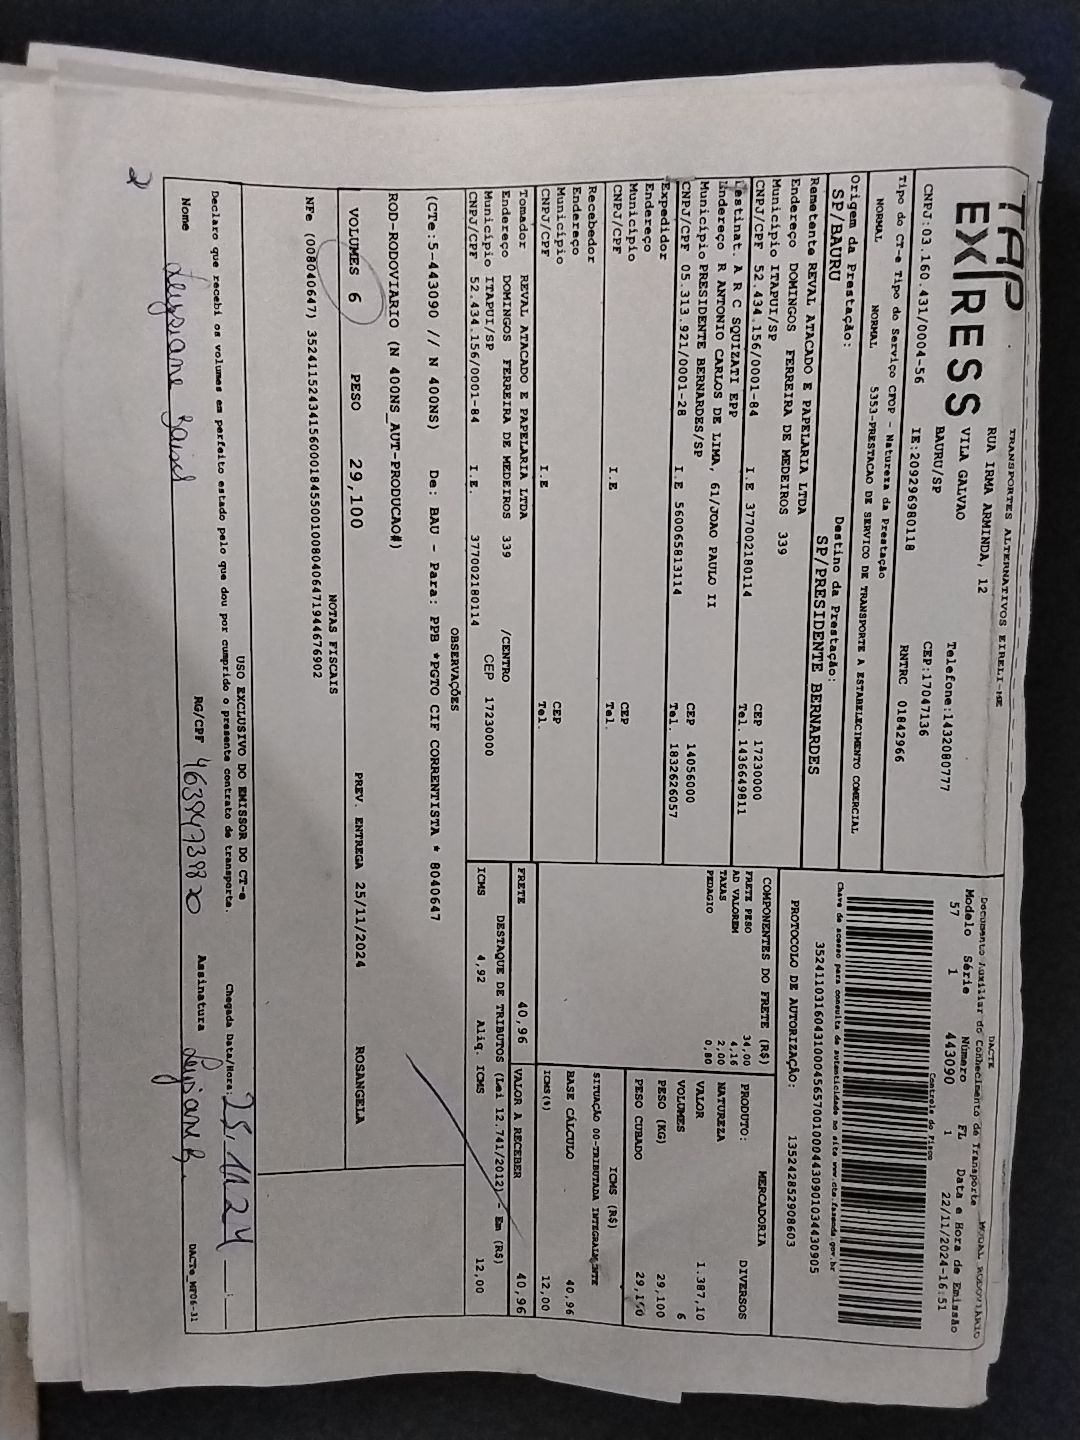 TRANSPORTES ALTERNATIVOS EIRELI-ME
TAP EXPRESS
RUA IRMA ARMINDA, 12
VILA GALVAO
BAURU/SP
Telefone:1432080777
CEP:17047136
CNPJ:03.160.431/0004-56 IE:209296980118 RNTRC 01842966
Tipo do CT-e Tipo do Serviço CFOP - Natureza da Prestação
NORMAL NORMAL 5353-PRESTACAO DE SERVICO DE TRANSPORTE A ESTABELECIMENTO COMERCIAL
Origem da Prestação: Destino da Prestação:
SP/BAURU SP/PRESIDENTE BERNARDES
Remetente REVAL ATACADO E PAPELARIA LTDA
Endereço DOMINGOS FERREIRA DE MEDEIROS 339
Município ITAPUI/SP CEP 17230000
CNPJ/CPF 52.434.156/0001-84 I.E 377002180114 Tel. 1436649811
Destinat. A R C SQUIZATI EPP
Endereço R ANTONIO CARLOS DE LIMA, 61/JOAO PAULO II
Município PRESIDENTE BERNARDES/SP CEP 14056000
CNPJ/CPF 05.313.921/0001-28 I.E 560065813114 Tel. 1832626057
Expedidor
Endereço
Município CEP
CNPJ/CPF I.E Tel.
Recebedor
Endereço
Município CEP
CNPJ/CPF I.E Tel.
Tomador REVAL ATACADO E PAPELARIA LTDA
Endereço DOMINGOS FERREIRA DE MEDEIROS 339 /CENTRO
Município ITAPUI/SP CEP 17230000
CNPJ/CPF 52.434.156/0001-84 I.E. 377002180114
DACTE MODAL RODOVIÁRIO
Documento Auxiliar do Conhecimento de Transporte
Modelo Série Número FL Data e Hora de Emissão
57 1 443090 1 22/11/2024-16:51
Controle do Fisco
Chave de acesso para consulta de autenticidade no site www.cte.fazenda.gov.br
35241103160431000456570010004430901034430905
PROTOCOLO DE AUTORIZAÇÃO: 135242852908603
COMPONENTES DO FRETE (R$)
FRETE PESO 34,00
AD VALOREM 4,16
TAXAS 2,00
PEDAGIO 0,80
MERCADORIA
PRODUTO: DIVERSOS
NATUREZA
VALOR 1.387,10
VOLUMES 6
PESO (KG) 29,100
PESO CUBADO 29,100
ICMS (R$)
SITUAÇÃO 00-TRIBUTADA INTEGRALMENTE
BASE CÁLCULO 40,96
ICMS(%) 12,00
FRETE 40,96 VALOR A RECEBER 40,96
DESTAQUE DE TRIBUTOS (Lei 12.741/2012) - Em (R$)
ICMS 4,92 Aliq. ICMS 12,00
OBSERVAÇÕES
(CTe:5-443090 // N 400NS) De: BAU - Para: PPB *PGTO CIF CORRENTISTA * 8040647
ROD-RODOVIARIO (N 400NS_AUT-PRODUCAO#)
VOLUMES 6 PESO 29,100 PREV. ENTREGA 25/11/2024 ROSANGELA
NOTAS FISCAIS
NFe (008040647) 35241152434156000184550010080406471944676902
USO EXCLUSIVO DO EMISSOR DO CT-e
Declaro que recebi os volumes em perfeito estado pelo que dou por cumprido o presente contrato de transporte. Chegada Data/Hora: 25.11.24
Nome RG/CPF Assinatura
DACTe_MP06-31